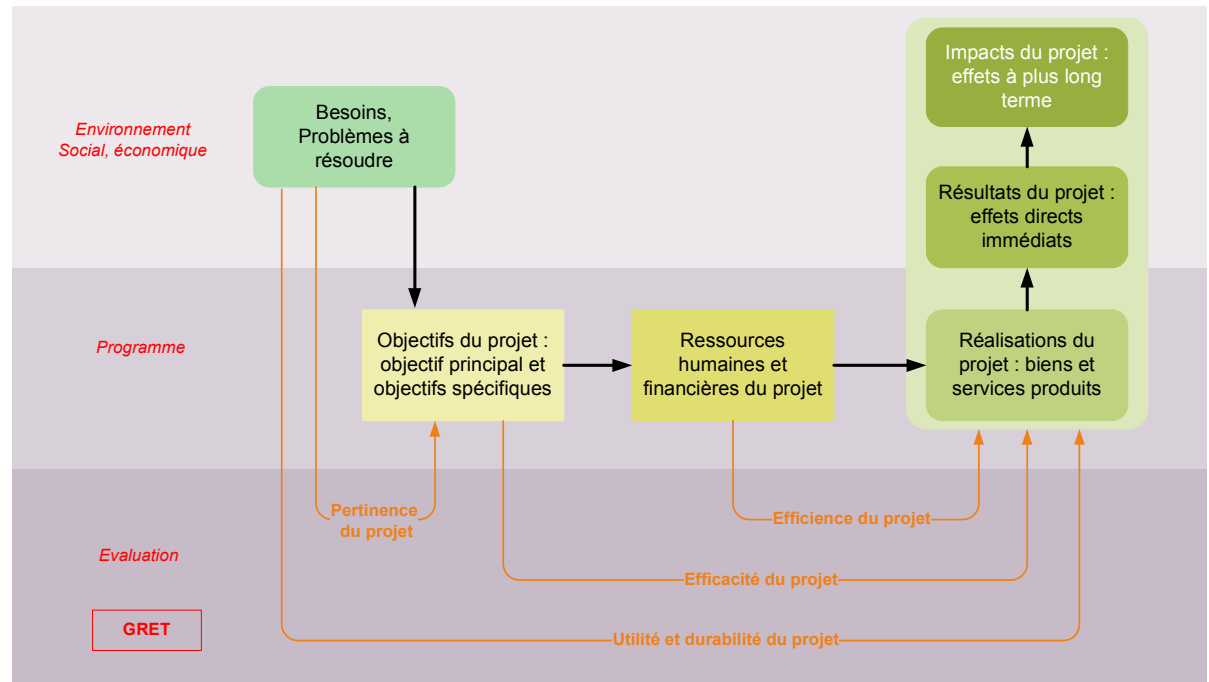 Impacts du projet :
effets à plus long
terme
Besoins,
Problèmes à
résoudre
Environnement
Social, économique
Résultats du projet :
effets directs
immédiats
Programme
Objectifs du projet :
objectif principal et
objectifs spécifiques
Ressources
humaines et
financières du projet
Réalisations du
projet : biens et
services produits
Pertinence
du projet
Efficience du projet
Evaluation
Efficacité du projet
GRET
Utilité et durabilité du projet